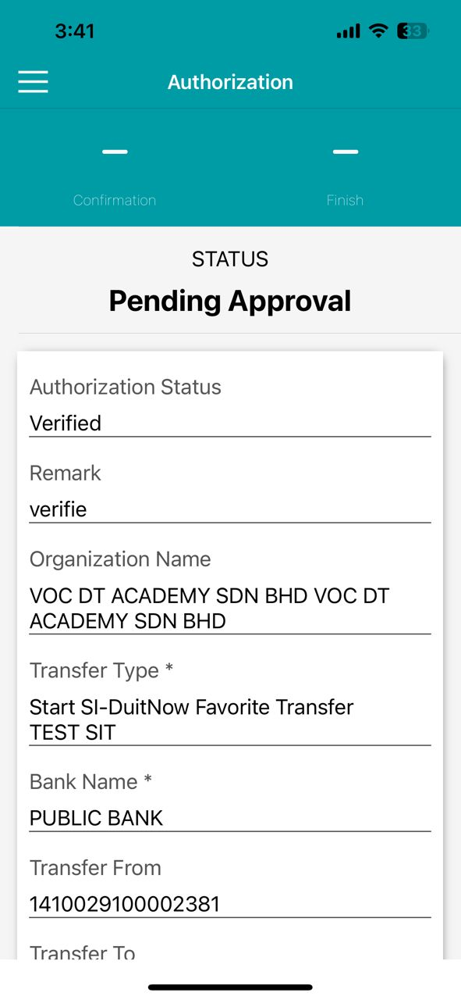 3:41
33
Authorization
Confirmation
Finish
STATUS
Pending Approval
Authorization Status
Verified
Remark
verifie
Organization Name
VOC DT ACADEMY SDN BHD VOC DT
ACADEMY SDN BHD
Transfer Type *
Start SI-DuitNow Favorite Transfer
TEST SIT
Bank Name *
PUBLIC BANK
Transfer From
1410029100002381
Transfer To